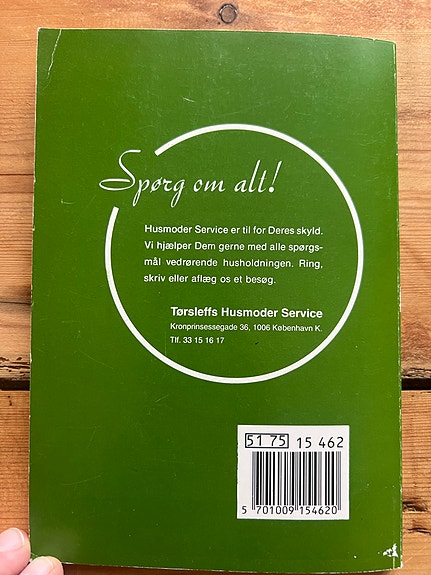 Spørg om alt!
Husmoder Service er til for Deres skyld.
Vi hjælper Dem gerne med alle spørgs-
mål vedrørende husholdningen. Ring,
skriv eller aflæg os et besøg.
Tørsleffs Husmoder Service
Kronprinsessegade 36, 1006 København K.
Tlf. 33 15 16 17
51 75 15 462
5 701009 154620